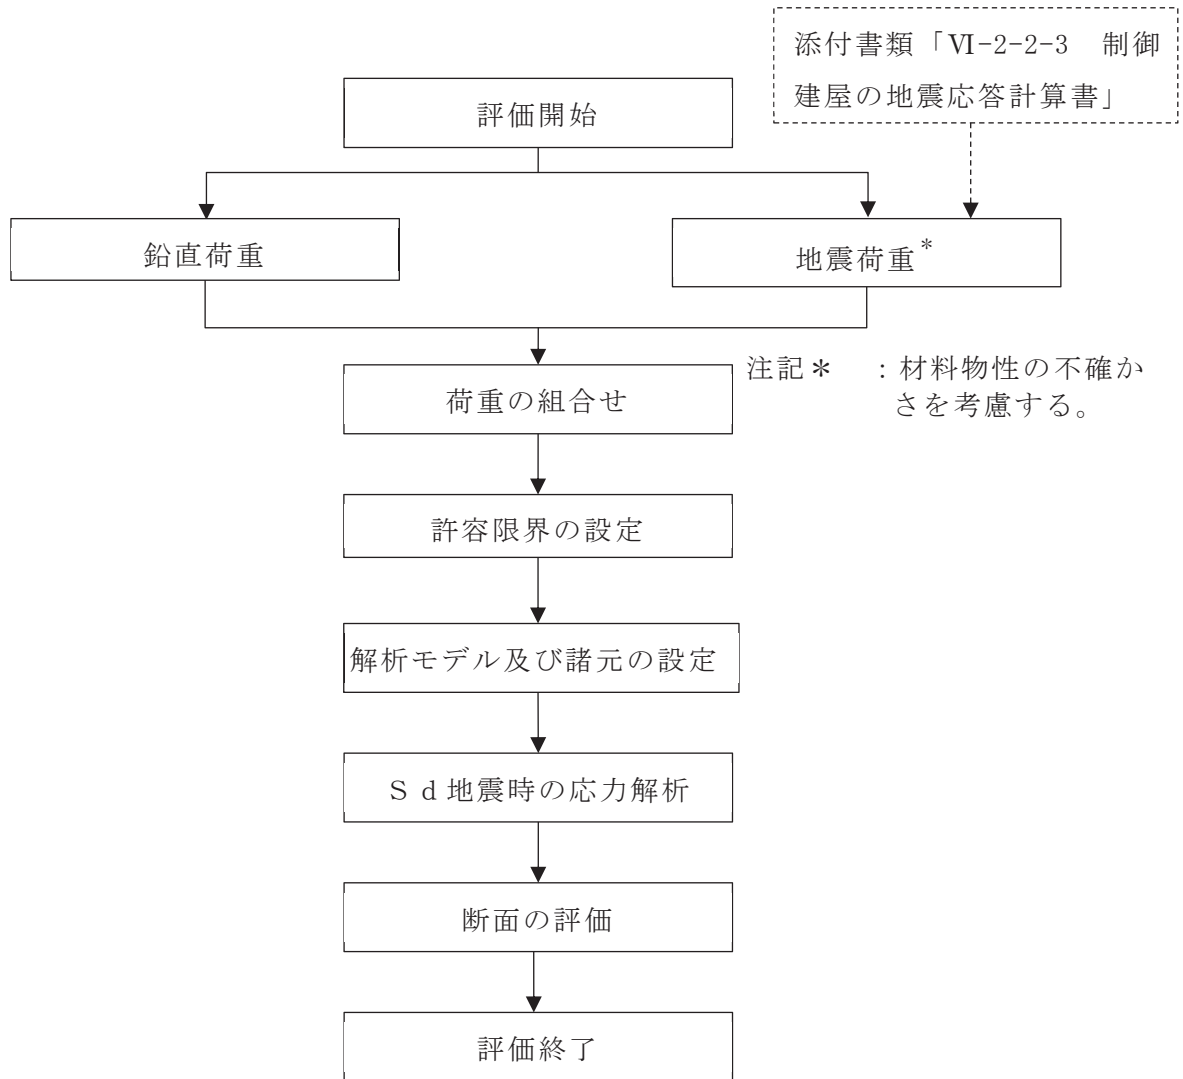 添付書類「Ⅵ-2-2-3　制御
建屋の地震応答計算書」
評価開始
鉛直荷重
地震荷重*
荷重の組合せ
注記＊　：材料物性の不確か
さを考慮する。
許容限界の設定
解析モデル及び諸元の設定
Ｓｄ地震時の応力解析
断面の評価
評価終了